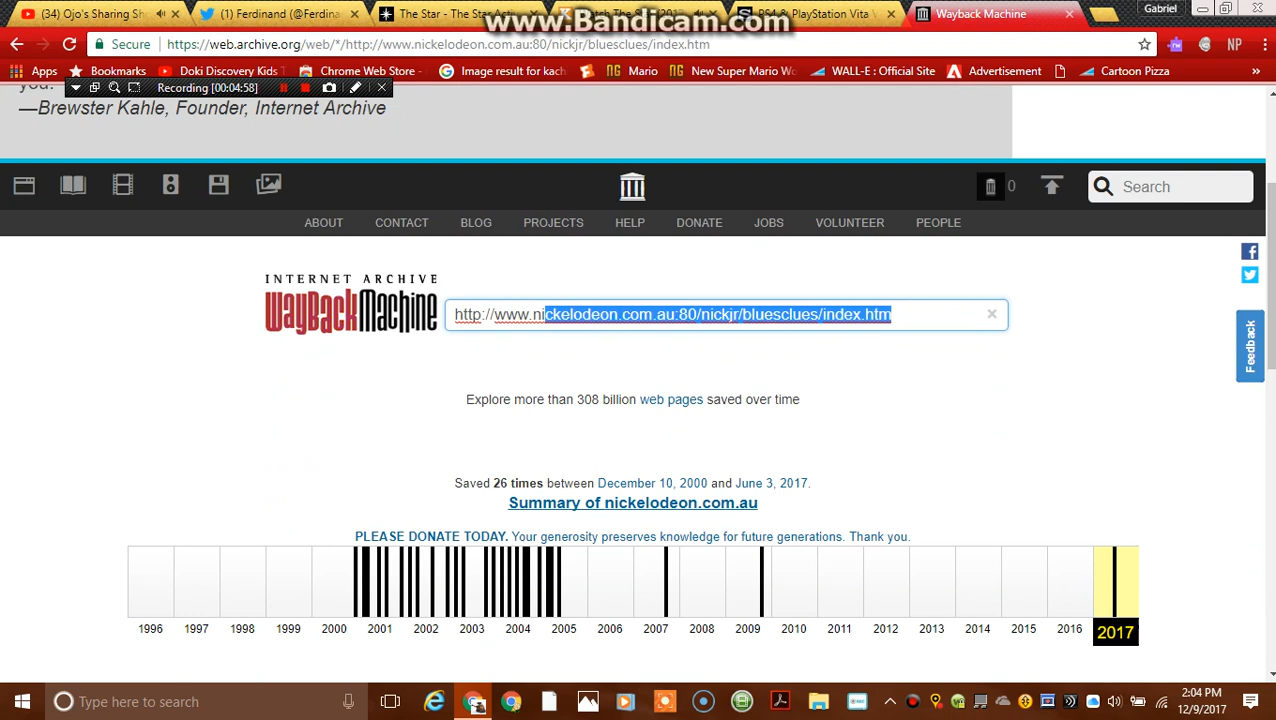 (34) Ojo's Sharing Sh
(1) Ferdinand (@Ferdina
The Star - The Star Acti
PS4 & PlayStation Vita V
Wayback Machine
Gabriel
www.Bandicam.com
Secure
https://web.archive.org/web/*/http://www.nickelodeon.com.au:80/nickjr/bluesclues/index.htm
NP
Apps
Bookmarks
Doki Discovery Kids T
Chrome Web Store -
Image result for kach
Mario
New Super Mario Wo
WALL-E : Official Site
Advertisement
Cartoon Pizza
»
Recording [00:04:58]
—Brewster Kahle, Founder, Internet Archive
0
Search
ABOUT
CONTACT
BLOG
PROJECTS
HELP
DONATE
JOBS
VOLUNTEER
PEOPLE
INTERNET ARCHIVE
WayBackMachine
http://www.nickelodeon.com.au:80/nickjr/bluesclues/index.htm
Feedback
Explore more than 308 billion web pages saved over time
Saved 26 times between December 10, 2000 and June 3, 2017.
Summary of nickelodeon.com.au
PLEASE DONATE TODAY. Your generosity preserves knowledge for future generations. Thank you.
1996 1997 1998 1999 2000 2001 2002 2003 2004 2005 2006 2007 2008 2009 2010 2011 2012 2013 2014 2015 2016 2017
Type here to search
2:04 PM
12/9/2017